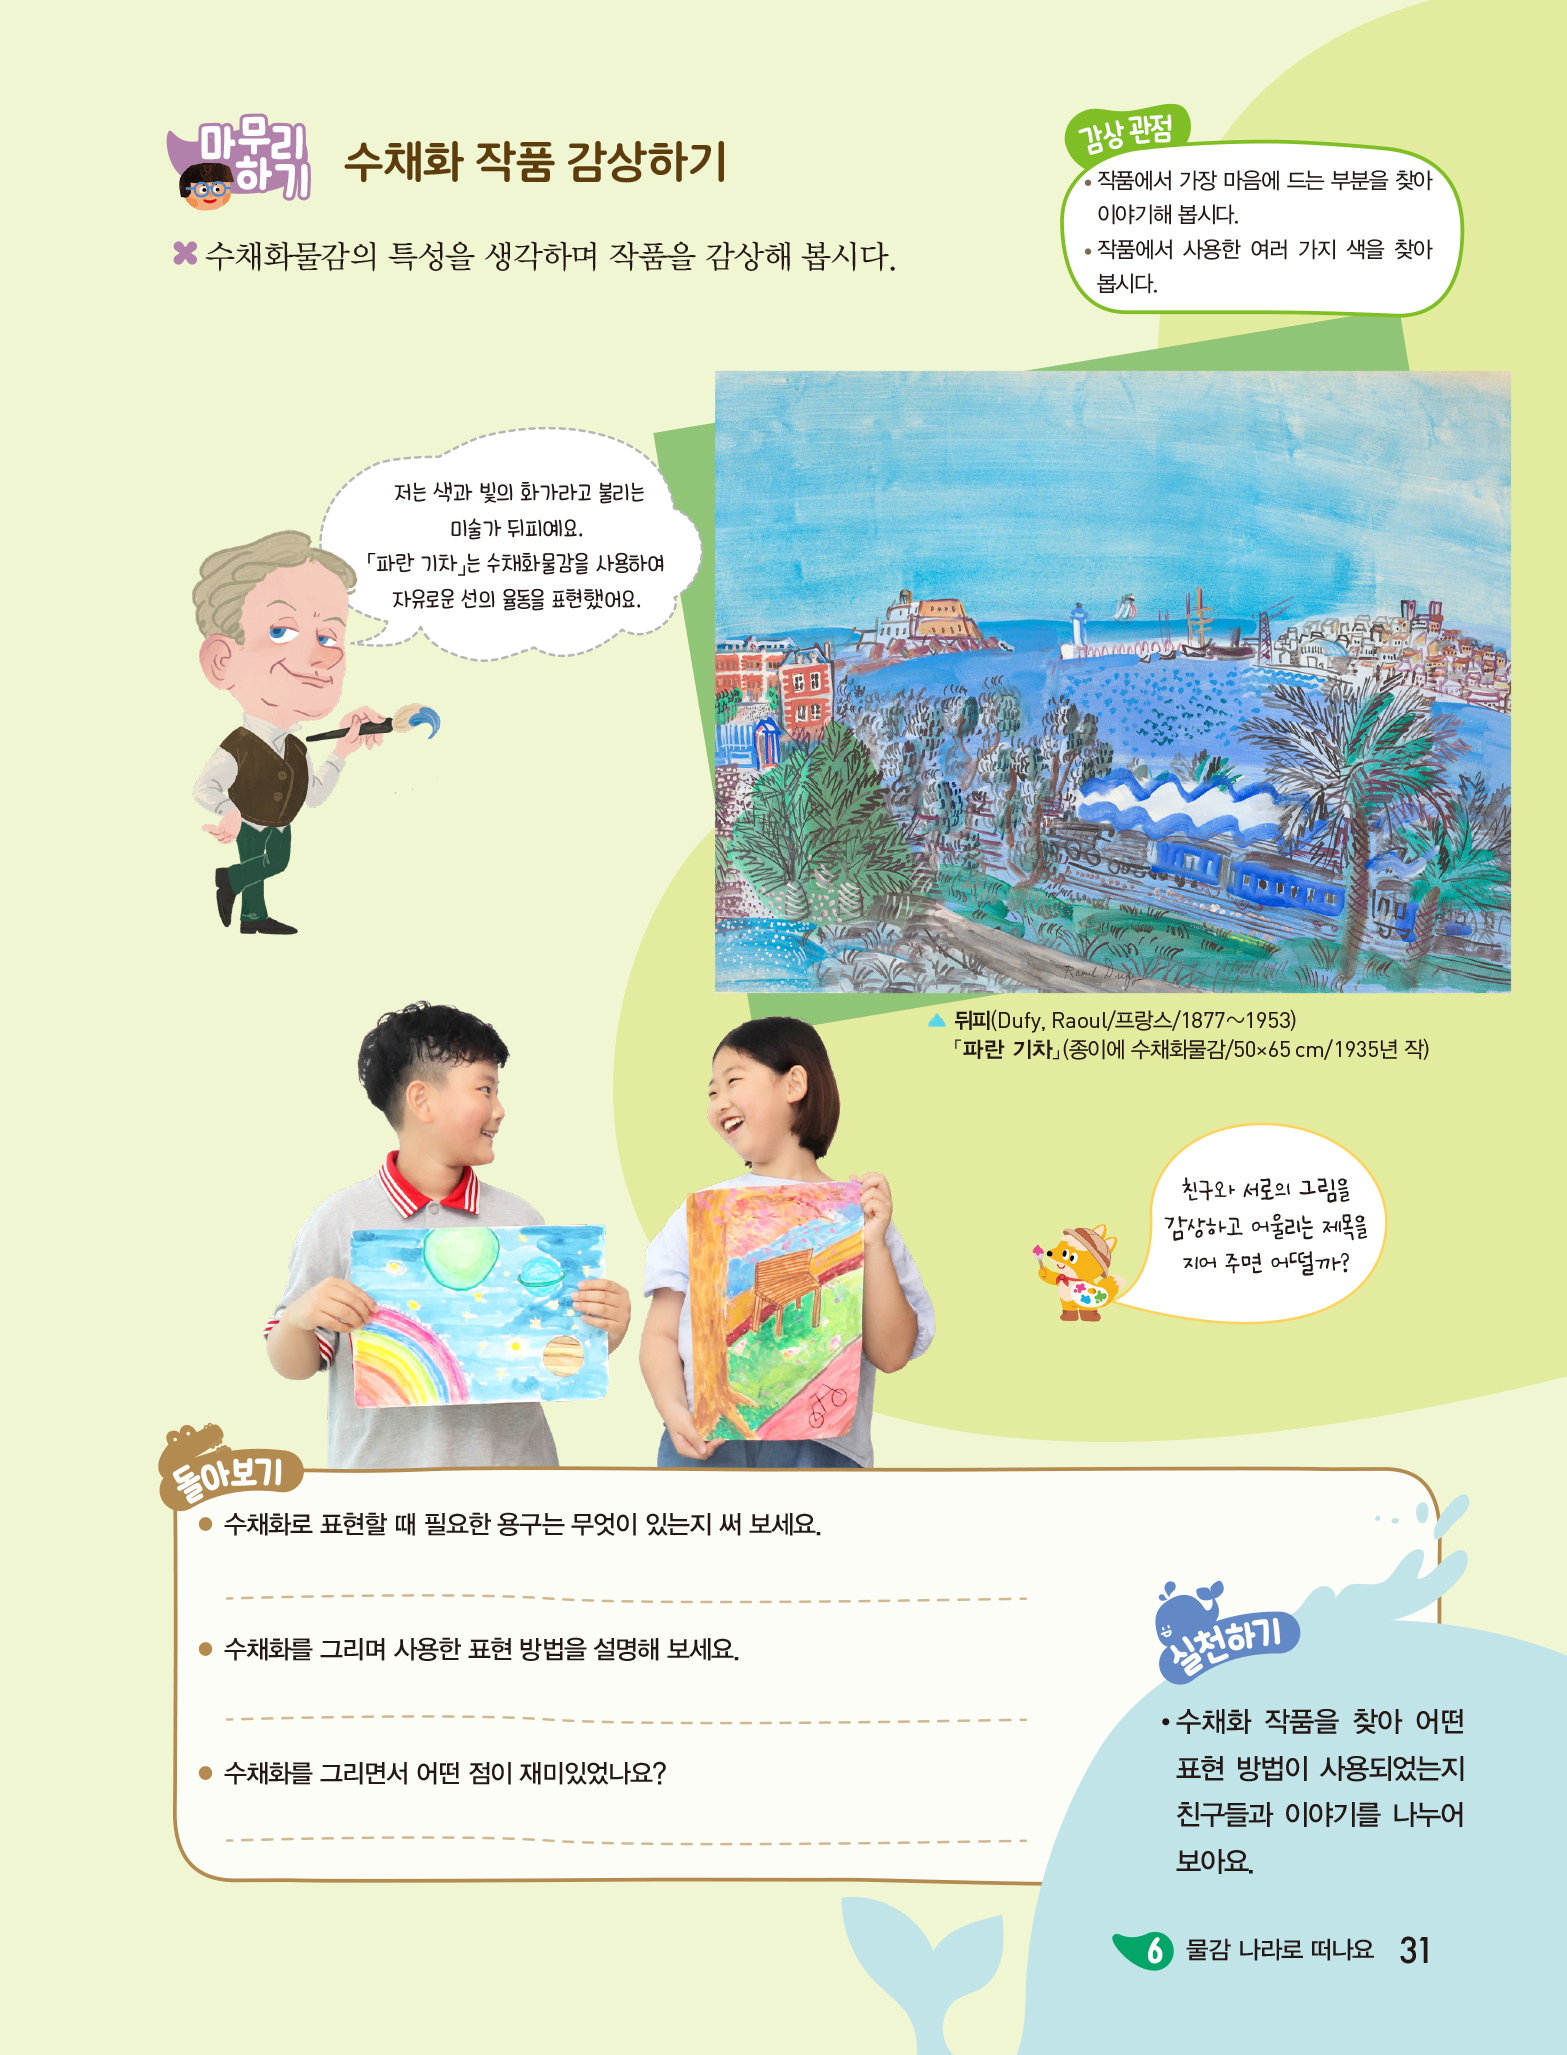 마무리
하기
수채화 작품 감상하기
수채화물감의 특성을 생각하며 작품을 감상해 봅시다.
감상 관점
• 작품에서 가장 마음에 드는 부분을 찾아
이야기해 봅시다.
• 작품에서 사용한 여러 가지 색을 찾아
봅시다.
저는 색과 빛의 화가라고 불리는
미술가 뒤피예요.
「파란 기차」는 수채화물감을 사용하여
자유로운 선의 율동을 표현했어요.
Raoul Dufy
▲ 뒤피(Dufy, Raoul/프랑스/1877～1953)
「파란 기차」(종이에 수채화물감/50×65 cm/1935년 작)
친구와 서로의 그림을
감상하고 어울리는 제목을
지어 주면 어떨까?
돌아보기
● 수채화로 표현할 때 필요한 용구는 무엇이 있는지 써 보세요.
● 수채화를 그리며 사용한 표현 방법을 설명해 보세요.
● 수채화를 그리면서 어떤 점이 재미있었나요?
실천하기
• 수채화 작품을 찾아 어떤
표현 방법이 사용되었는지
친구들과 이야기를 나누어
보아요.
6 물감 나라로 떠나요 31